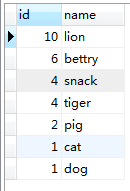 id name
10 lion
6 bettry
4 snack
4 tiger
2 pig
1 cat
1 dog